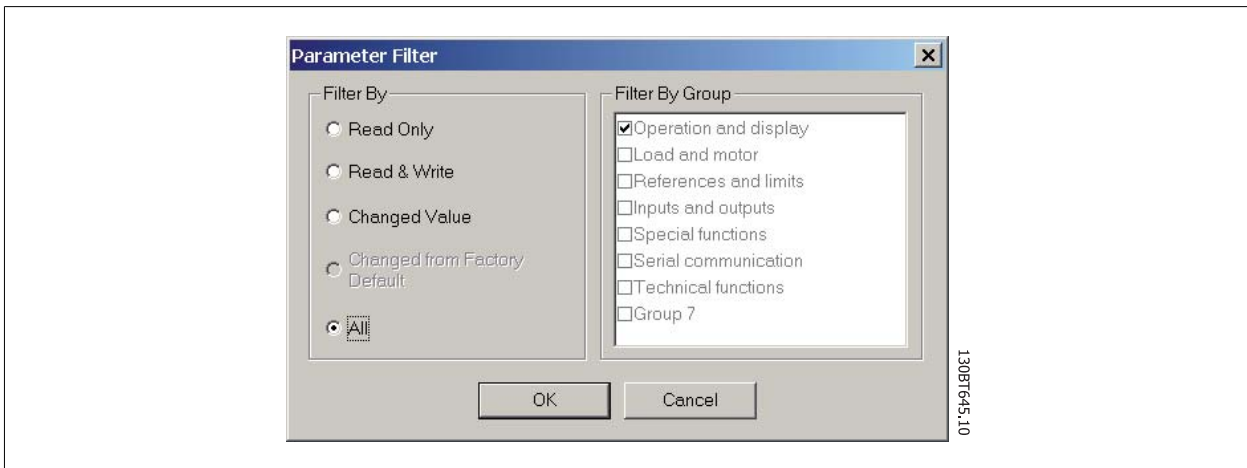 Parameter Filter
Filter By
Read Only
Read & Write
Changed Value
Changed from Factory
Default
All
Filter By Group
Operation and display
Load and motor
References and limits
Inputs and outputs
Special functions
Serial communication
Technical functions
Group 7
OK
Cancel
130BT645.10